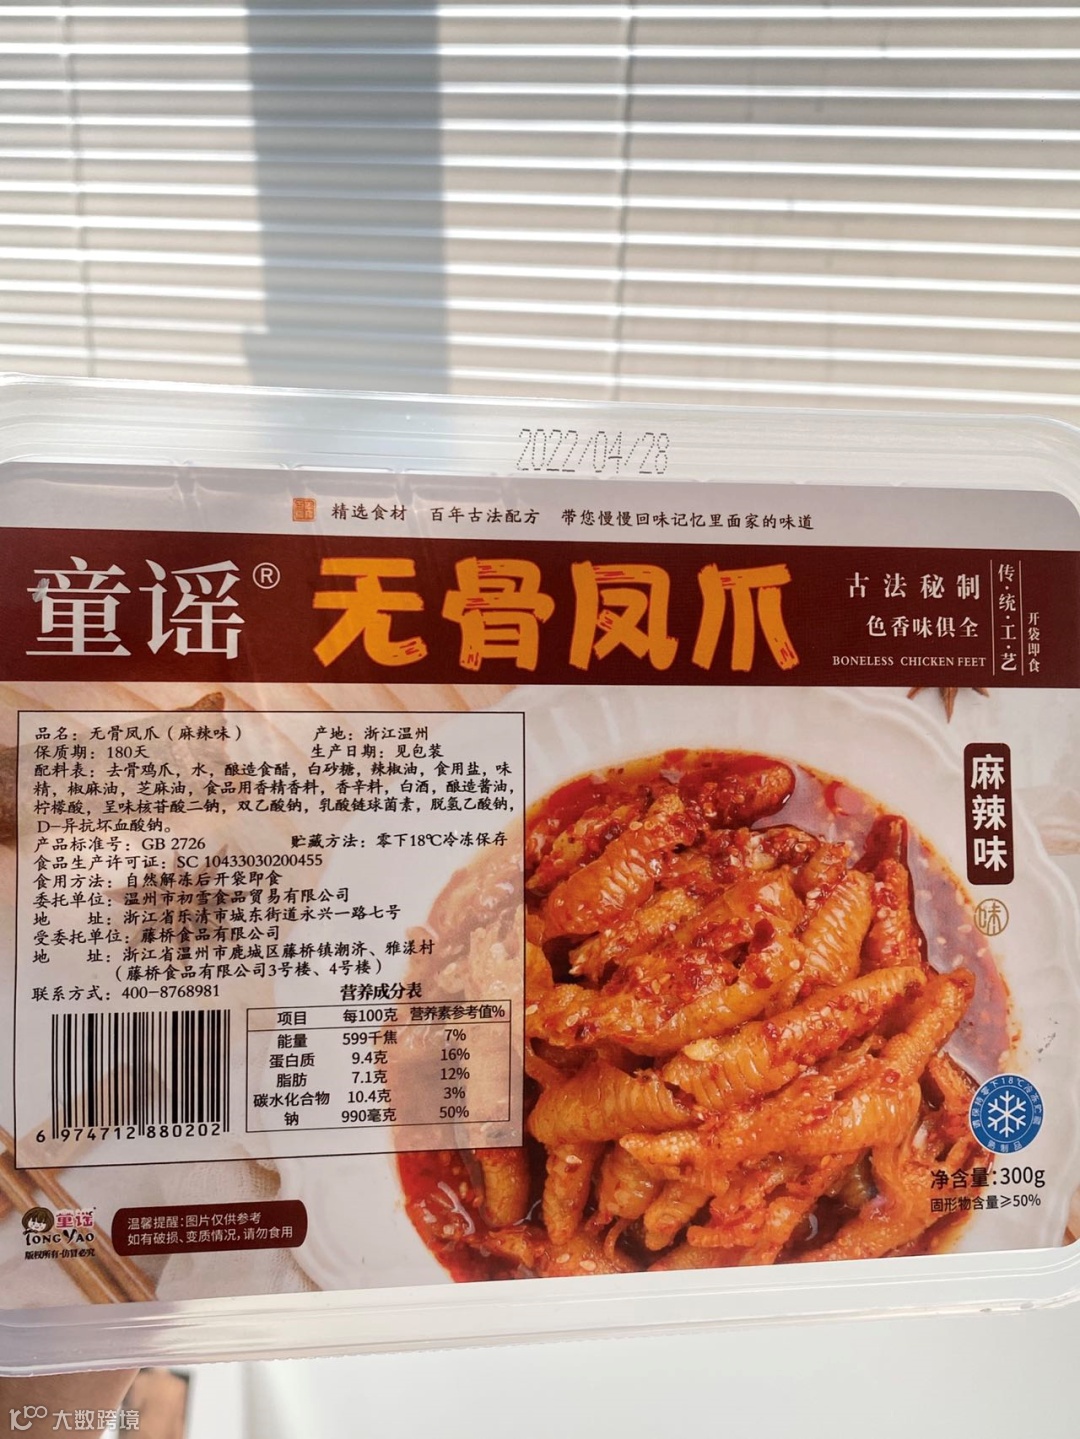 2022/04/28
精选食材 百年古法配方 带您慢慢回味记忆里面家的味道
童谣®
无骨凤爪
古法秘制
色香味俱全
BONELESS CHICKEN FEET
传·统·工·艺
开袋即食
品名：无骨凤爪（麻辣味） 产地：浙江温州
保质期：180天 生产日期：见包装
配料表：去骨鸡爪，水，酿造食醋，白砂糖，辣椒油，食用盐，味
精，椒麻油，芝麻油，食品用香精香料，香辛料，白酒，酿造酱油，
柠檬酸，呈味核苷酸二钠，双乙酸钠，乳酸链球菌素，脱氢乙酸钠，
D-异抗坏血酸钠。
产品标准号：GB 2726 贮藏方法：零下18℃冷冻保存
食品生产许可证：SC 10433030200455
食用方法：自然解冻后开袋即食
委托单位：温州市初雪食品贸易有限公司
地 址：浙江省乐清市城东街道永兴一路七号
受委托单位：藤桥食品有限公司
地 址：浙江省温州市鹿城区藤桥镇潮济、雅漾村
（藤桥食品有限公司3号楼、4号楼）
联系方式：400-8768981
营养成分表
项目 每100克 营养素参考值%
能量 599千焦 7%
蛋白质 9.4克 16%
脂肪 7.1克 12%
碳水化合物 10.4克 3%
钠 990毫克 50%
6 974712 880202
麻辣味
味
净含量：300g
固形物含量≥50%
童谣
TONG YAO
版权所有·仿冒必究
温馨提醒：图片仅供参考
如有破损、变质情况，请勿食用
大数跨境